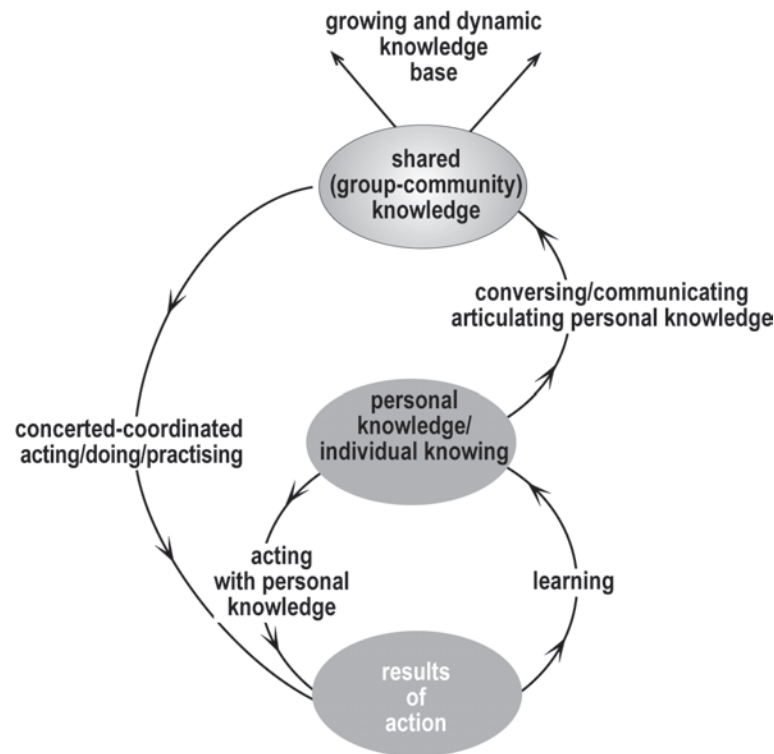 growing and dynamic
knowledge
base
shared
(group-community)
knowledge
conversing/communicating
articulating personal knowledge
personal
knowledge/
individual knowing
concerted-coordinated
acting/doing/practising
acting
with personal
knowledge
learning
results
of
action